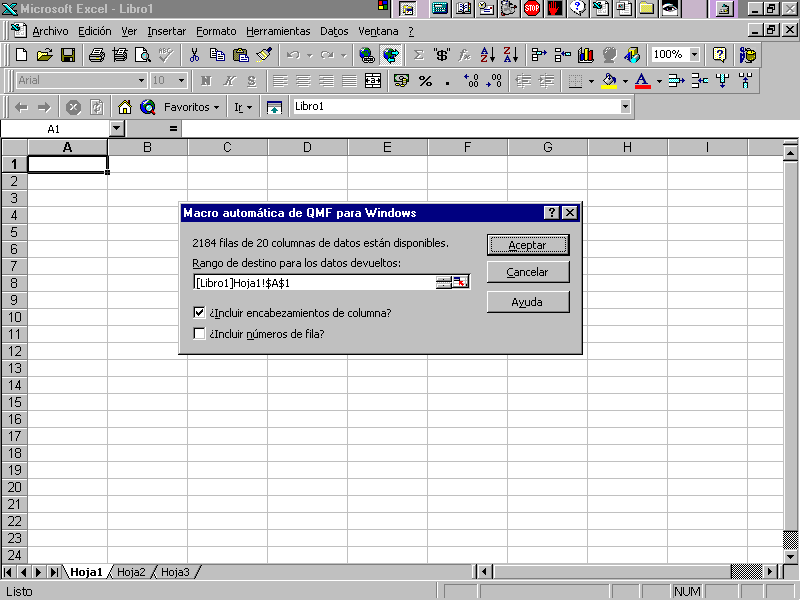 Microsoft Excel - Libro1
STOP
Archivo Edición Ver Insertar Formato Herramientas Datos Ventana ?
100%
Arial 10 N K S
Favoritos Ir Libro1
A1 =
A B C D E F G H I
1
2
3
4
5
6
7
8
9
10
11
12
13
14
15
16
17
18
19
20
21
22
23
24
Macro automática de QMF para Windows
2184 filas de 20 columnas de datos están disponibles.
Rango de destino para los datos devueltos:
[Libro1]Hoja1!$A$1
¿Incluir encabezamientos de columna?
¿Incluir números de fila?
Aceptar
Cancelar
Ayuda
Hoja1 Hoja2 Hoja3
Listo NUM